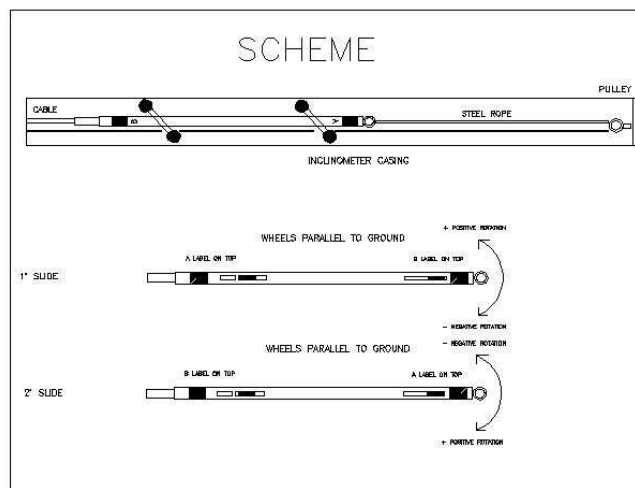 SCHEME
PULLEY
CABLE
B
A
STEEL ROPE
INCLINOMETER CASING
+ POSITIVE ROTATION
WHEELS PARALLEL TO GROUND
A LABEL ON TOP
B LABEL ON TOP
1° SLIDE
- NEGATIVE ROTATION
- NEGATIVE ROTATION
WHEELS PARALLEL TO GROUND
B LABEL ON TOP
A LABEL ON TOP
2° SLIDE
+ POSITIVE ROTATION